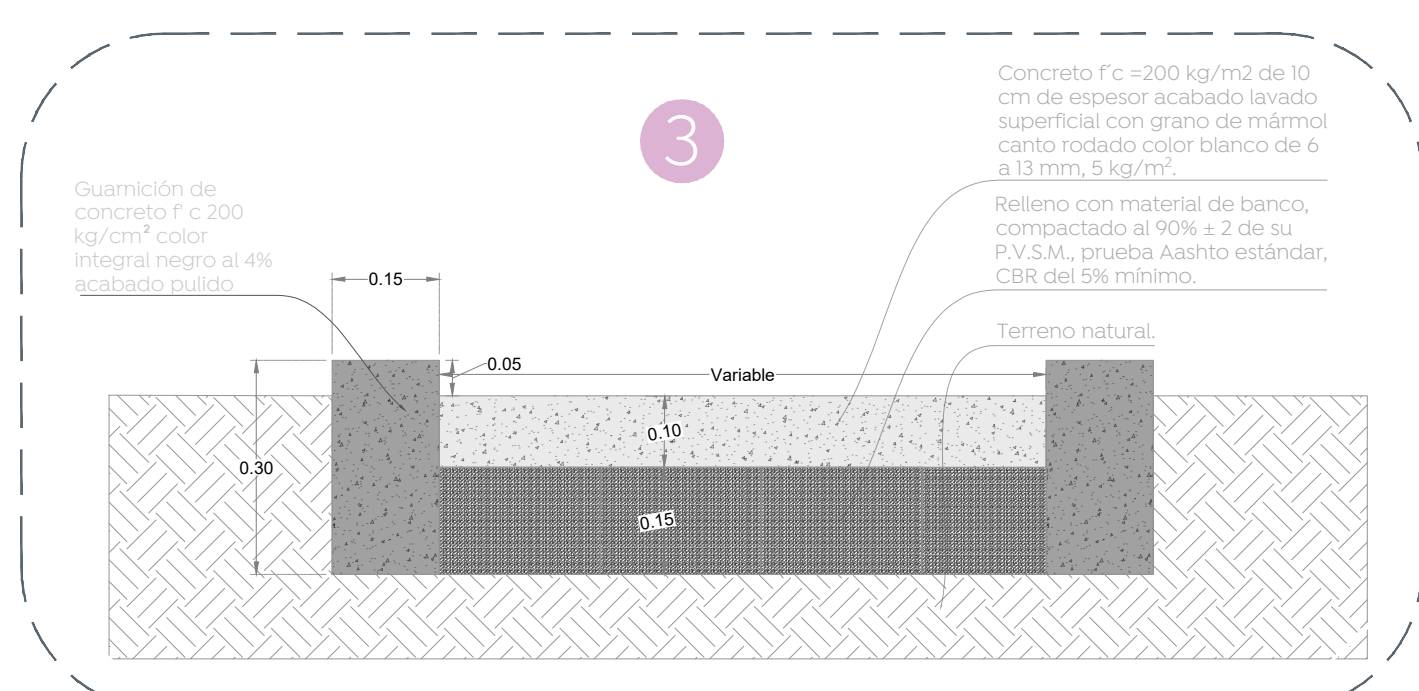 3
Concreto f´c =200 kg/m2 de 10
cm de espesor acabado lavado
superficial con grano de mármol
canto rodado color blanco de 6
a 13 mm, 5 kg/m².
Guarnición de
concreto f' c 200
kg/cm² color
integral negro al 4%
acabado pulido
Relleno con material de banco,
compactado al 90% ± 2 de su
P.V.S.M., prueba Aashto estándar,
CBR del 5% mínimo.
Terreno natural.
0.15
0.05
Variable
0.10
0.30
0.15